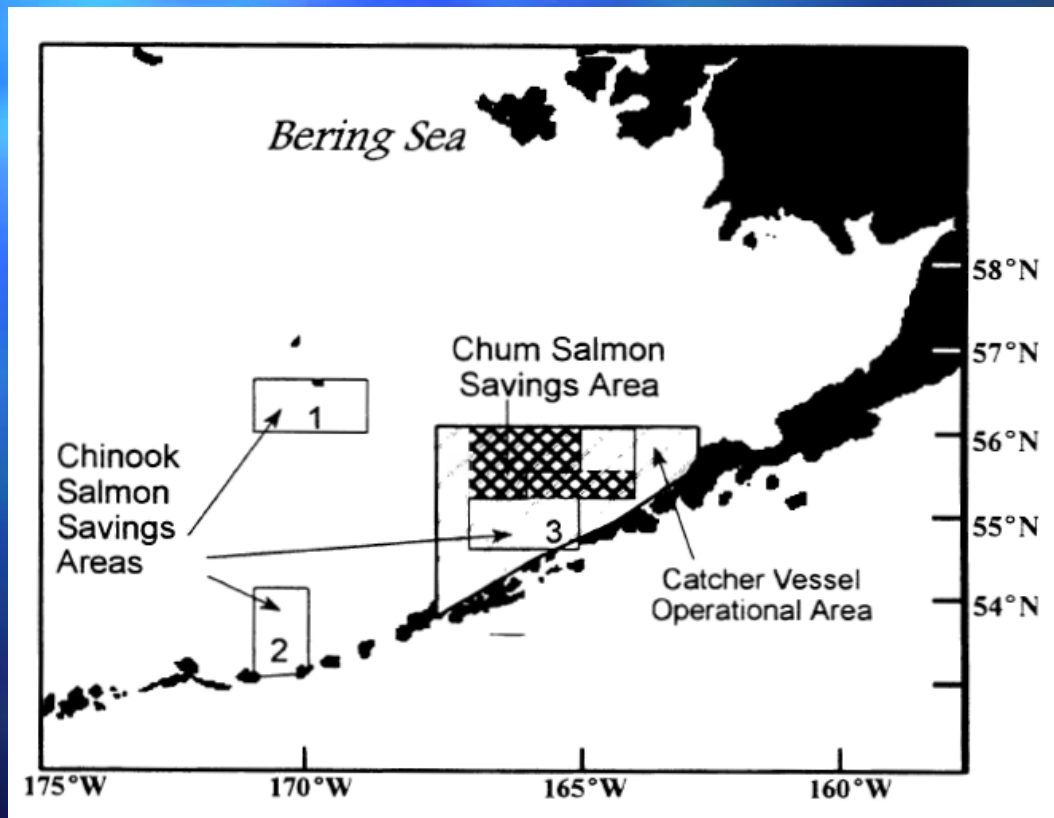 Bering Sea
58°N
57°N
Chum Salmon
Savings Area
1
56°N
Chinook
Salmon
Savings
Areas
3
55°N
Catcher Vessel
Operational Area
54°N
2
175°W
170°W
165°W
160°W